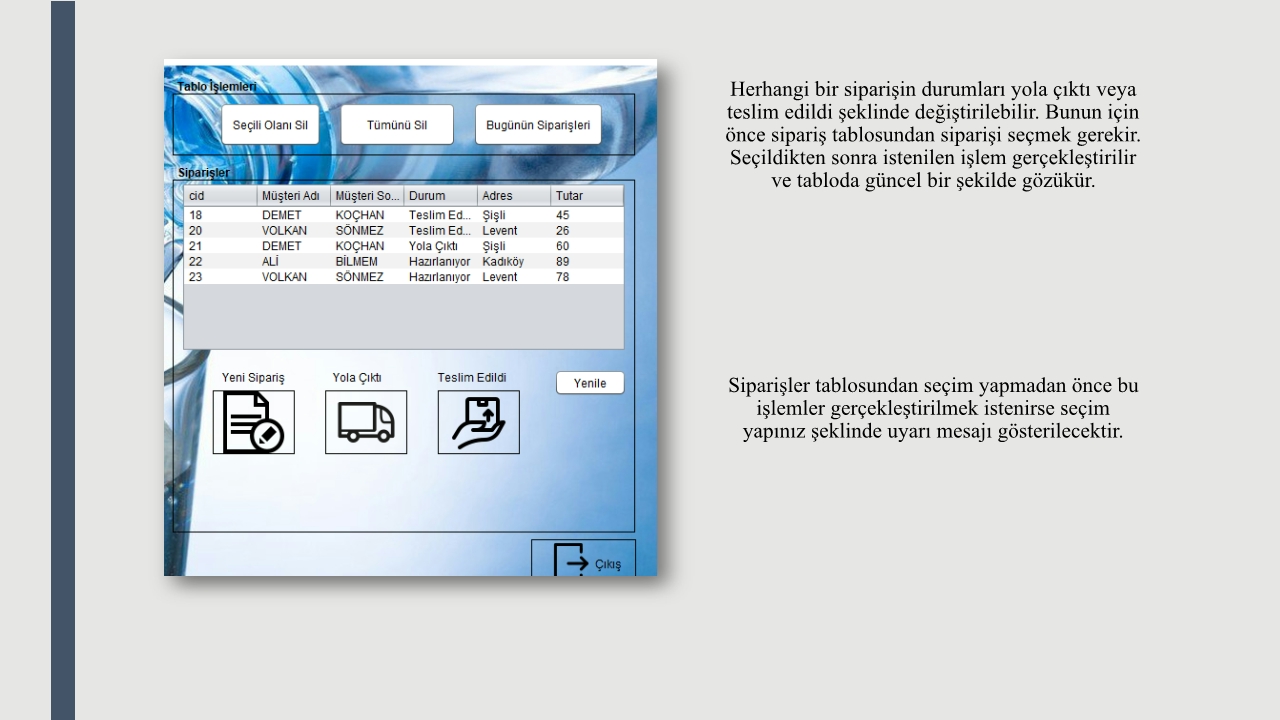 Tablo İşlemleri
Seçili Olanı Sil Tümünü Sil Bugünün Siparişleri
Siparişler
cid Müşteri Adı Müşteri So... Durum Adres Tutar
18 DEMET KOÇHAN Teslim Ed... Şişli 45
20 VOLKAN SÖNMEZ Teslim Ed... Levent 26
21 DEMET KOÇHAN Yola Çıktı Şişli 60
22 ALİ BİLMEM Hazırlanıyor Kadıköy 89
23 VOLKAN SÖNMEZ Hazırlanıyor Levent 78
Yeni Sipariş Yola Çıktı Teslim Edildi Yenile
Çıkış
Herhangi bir siparişin durumları yola çıktı veya
teslim edildi şeklinde değiştirilebilir. Bunun için
önce sipariş tablosundan siparişi seçmek gerekir.
Seçildikten sonra istenilen işlem gerçekleştirilir
ve tabloda güncel bir şekilde gözükür.
Siparişler tablosundan seçim yapmadan önce bu
işlemler gerçekleştirilmek istenirse seçim
yapınız şeklinde uyarı mesajı gösterilecektir.